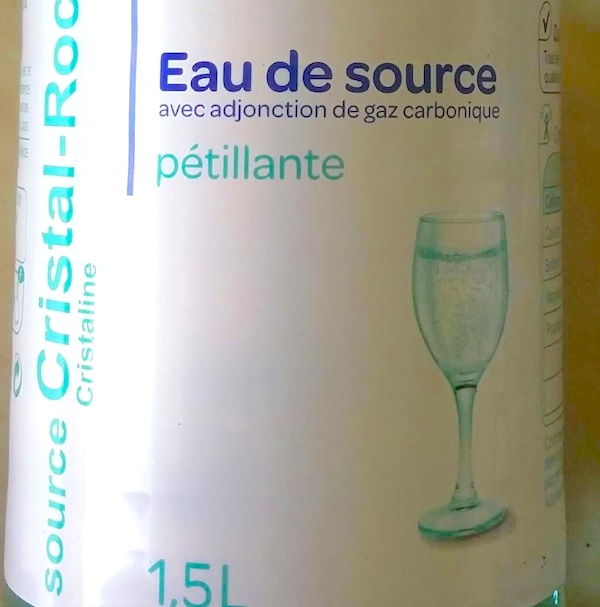 Eau de source
avec adjonction de gaz carbonique
pétillante
1,5L
source Cristal-Roc
Cristaline